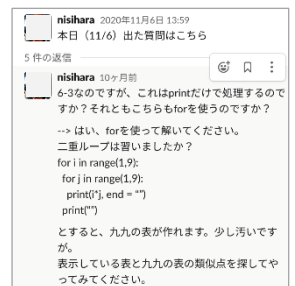 nisihara 2020年11月6日 13:59
本日（11/6）出た質問はこちら
5 件の返信
nisihara 10ヶ月前
6-3なのですが、これはprintだけで処理するので
すか？それともこちらもforを使うのですか？
--> はい、forを使って解いてください。
二重ループは習いましたか？
for i in range(1,9):
for j in range(1,9):
print(i*j, end = “”)
print(“”)
とすると、九九の表が作れます。少し汚いです
が。
表示している表と九九の表の類似点を探してや
ってみてください。